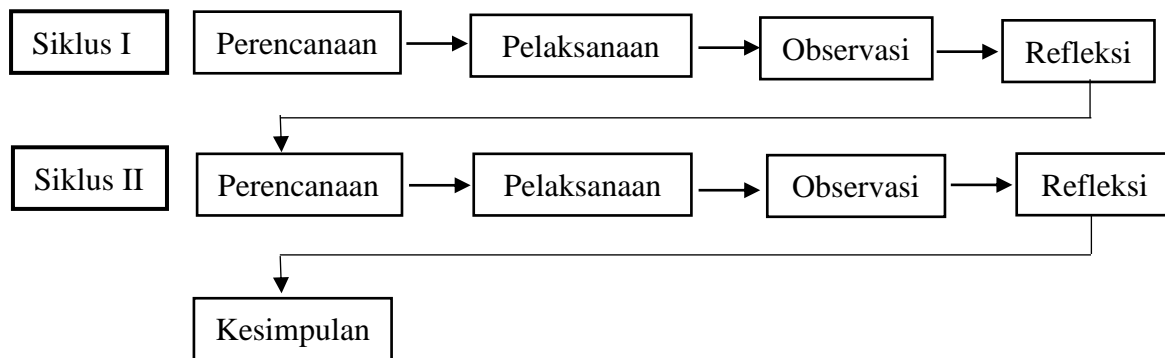 Siklus I
Perencanaan
Pelaksanaan
Observasi
Refleksi
Siklus II
Perencanaan
Pelaksanaan
Observasi
Refleksi
Kesimpulan